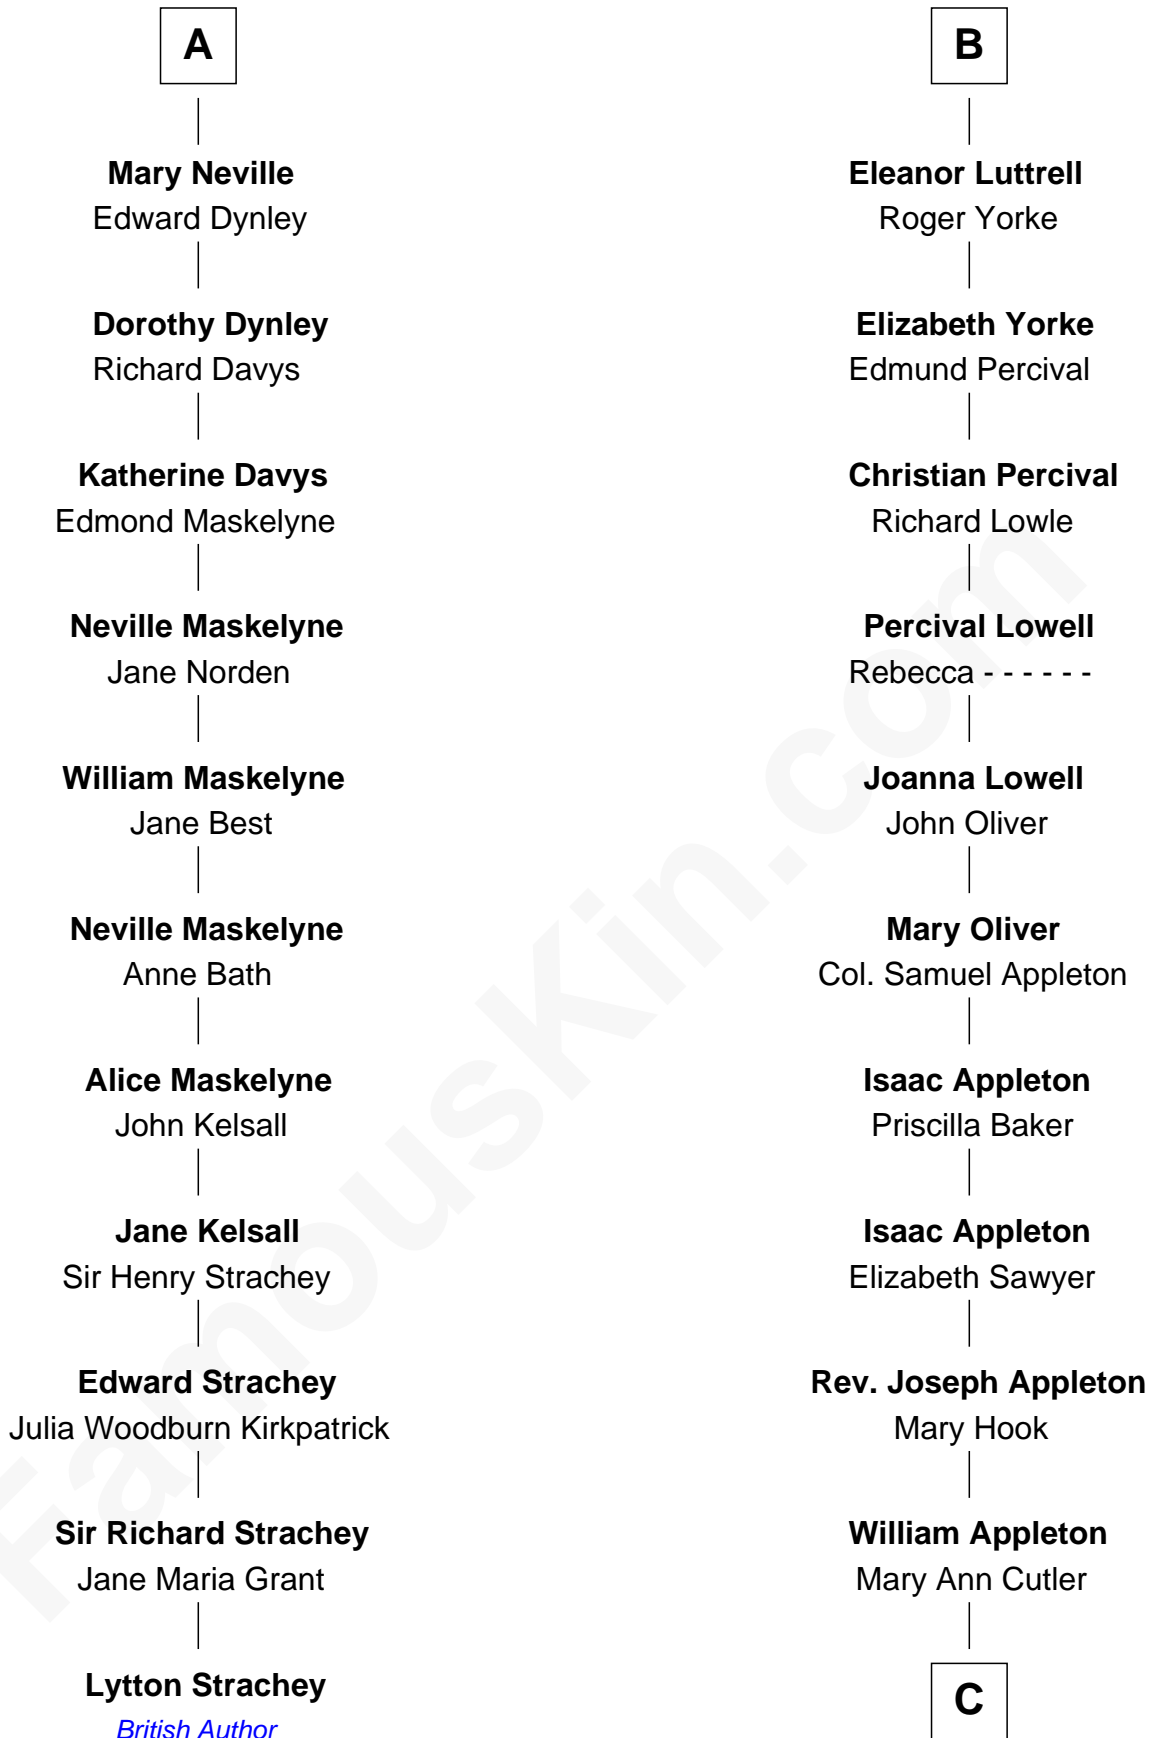 A
Mary Neville
Edward Dynley
Dorothy Dynley
Richard Davys
Katherine Davys
Edmond Maskelyne
Neville Maskelyne
Jane Norden
William Maskelyne
Jane Best
Neville Maskelyne
Anne Bath
Alice Maskelyne
John Kelsall
Jane Kelsall
Sir Henry Strachey
Edward Strachey
Julia Woodburn Kirkpatrick
Sir Richard Strachey
Jane Maria Grant
Lytton Strachey
British Author
B
Eleanor Luttrell
Roger Yorke
Elizabeth Yorke
Edmund Percival
Christian Percival
Richard Lowle
Percival Lowell
Rebecca - - - - - -
Joanna Lowell
John Oliver
Mary Oliver
Col. Samuel Appleton
Isaac Appleton
Priscilla Baker
Isaac Appleton
Elizabeth Sawyer
Rev. Joseph Appleton
Mary Hook
William Appleton
Mary Ann Cutler
C
FamousKin.com